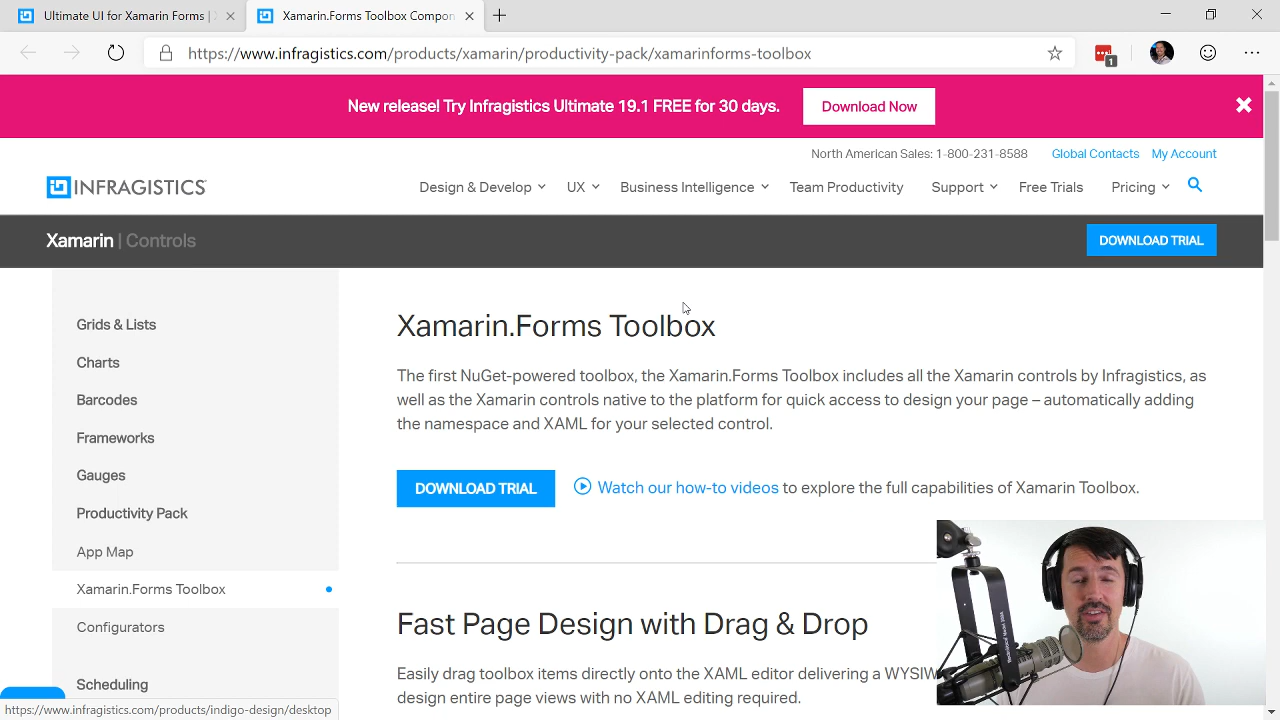 Ultimate UI for Xamarin Forms |
Xamarin.Forms Toolbox Compon
https://www.infragistics.com/products/xamarin/productivity-pack/xamarinforms-toolbox
1
New release! Try Infragistics Ultimate 19.1 FREE for 30 days.
Download Now
North American Sales: 1-800-231-8588
Global Contacts
My Account
INFRAGISTICS
Design & Develop
UX
Business Intelligence
Team Productivity
Support
Free Trials
Pricing
Xamarin | Controls
DOWNLOAD TRIAL
Grids & Lists
Charts
Barcodes
Frameworks
Gauges
Productivity Pack
App Map
Xamarin.Forms Toolbox
Configurators
Scheduling
Xamarin.Forms Toolbox
The first NuGet-powered toolbox, the Xamarin.Forms Toolbox includes all the Xamarin controls by Infragistics, as
well as the Xamarin controls native to the platform for quick access to design your page – automatically adding
the namespace and XAML for your selected control.
DOWNLOAD TRIAL
Watch our how-to videos to explore the full capabilities of Xamarin Toolbox.
Fast Page Design with Drag & Drop
Easily drag toolbox items directly onto the XAML editor delivering a WYSIW
design entire page views with no XAML editing required.
https://www.infragistics.com/products/indigo-design/desktop